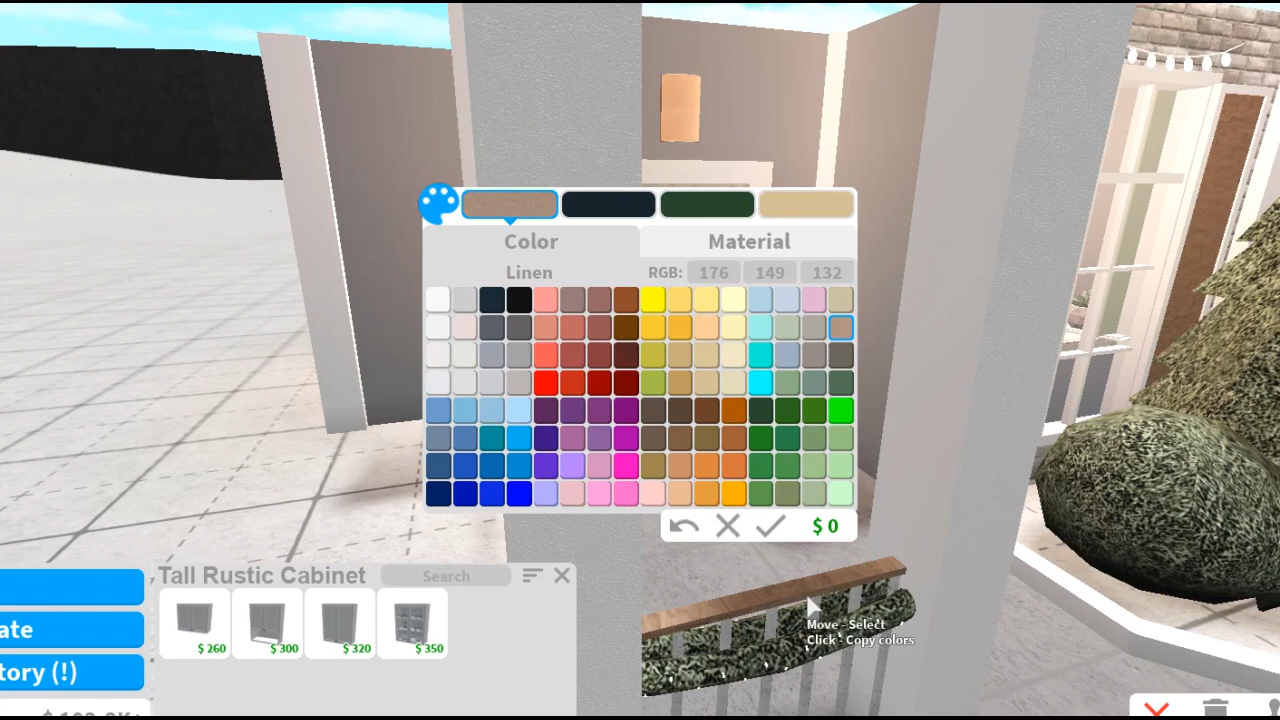 Color
Material
Linen
RGB: 176 149 132
$ 0
Tall Rustic Cabinet
Search
$ 260
$ 300
$ 320
$ 350
ate
tory (!)
Move - Select
Click - Copy colors